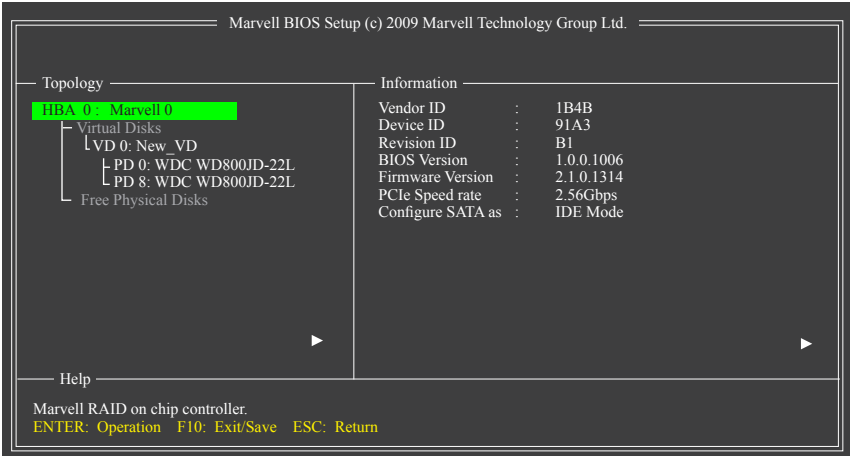 Marvell BIOS Setup (c) 2009 Marvell Technology Group Ltd.
Topology
HBA 0 : Marvell 0
Virtual Disks
VD 0: New_VD
PD 0: WDC WD800JD-22L
PD 8: WDC WD800JD-22L
Free Physical Disks
Information
Vendor ID : 1B4B
Device ID : 91A3
Revision ID : B1
BIOS Version : 1.0.0.1006
Firmware Version : 2.1.0.1314
PCIe Speed rate : 2.56Gbps
Configure SATA as : IDE Mode
Help
Marvell RAID on chip controller.
ENTER: Operation F10: Exit/Save ESC: Return